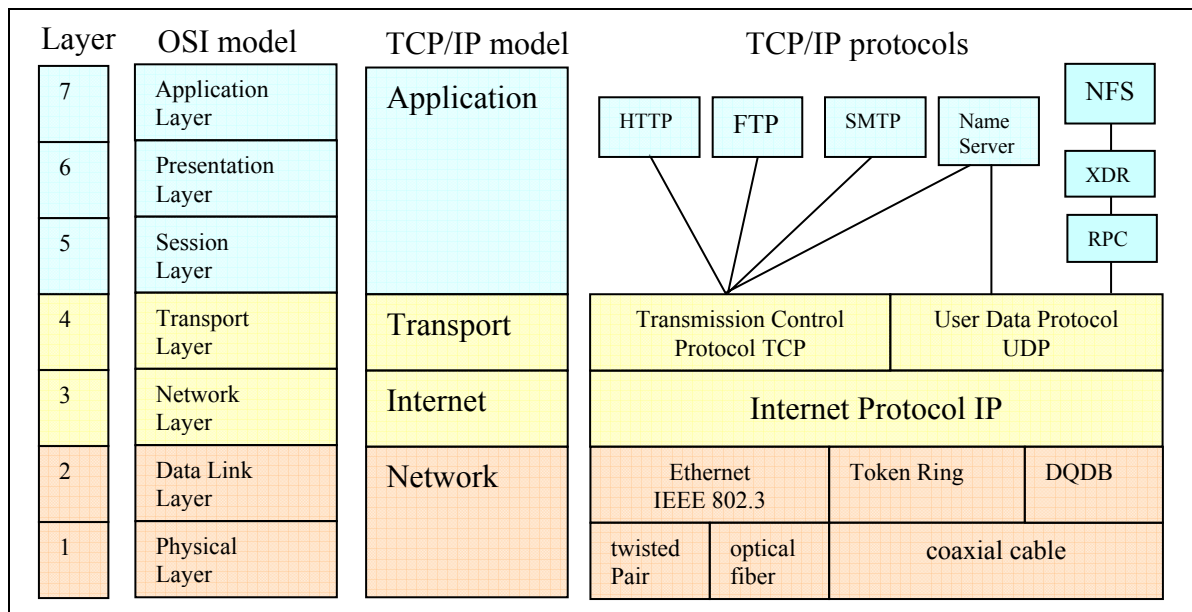 Layer
OSI model
TCP/IP model
TCP/IP protocols
7
Application
Layer
Application
HTTP
FTP
SMTP
Name
Server
NFS
6
Presentation
Layer
XDR
5
Session
Layer
RPC
4
Transport
Layer
Transport
Transmission Control
Protocol TCP
User Data Protocol
UDP
3
Network
Layer
Internet
Internet Protocol IP
2
Data Link
Layer
Network
Ethernet
IEEE 802.3
Token Ring
DQDB
1
Physical
Layer
twisted
Pair
optical
fiber
coaxial cable